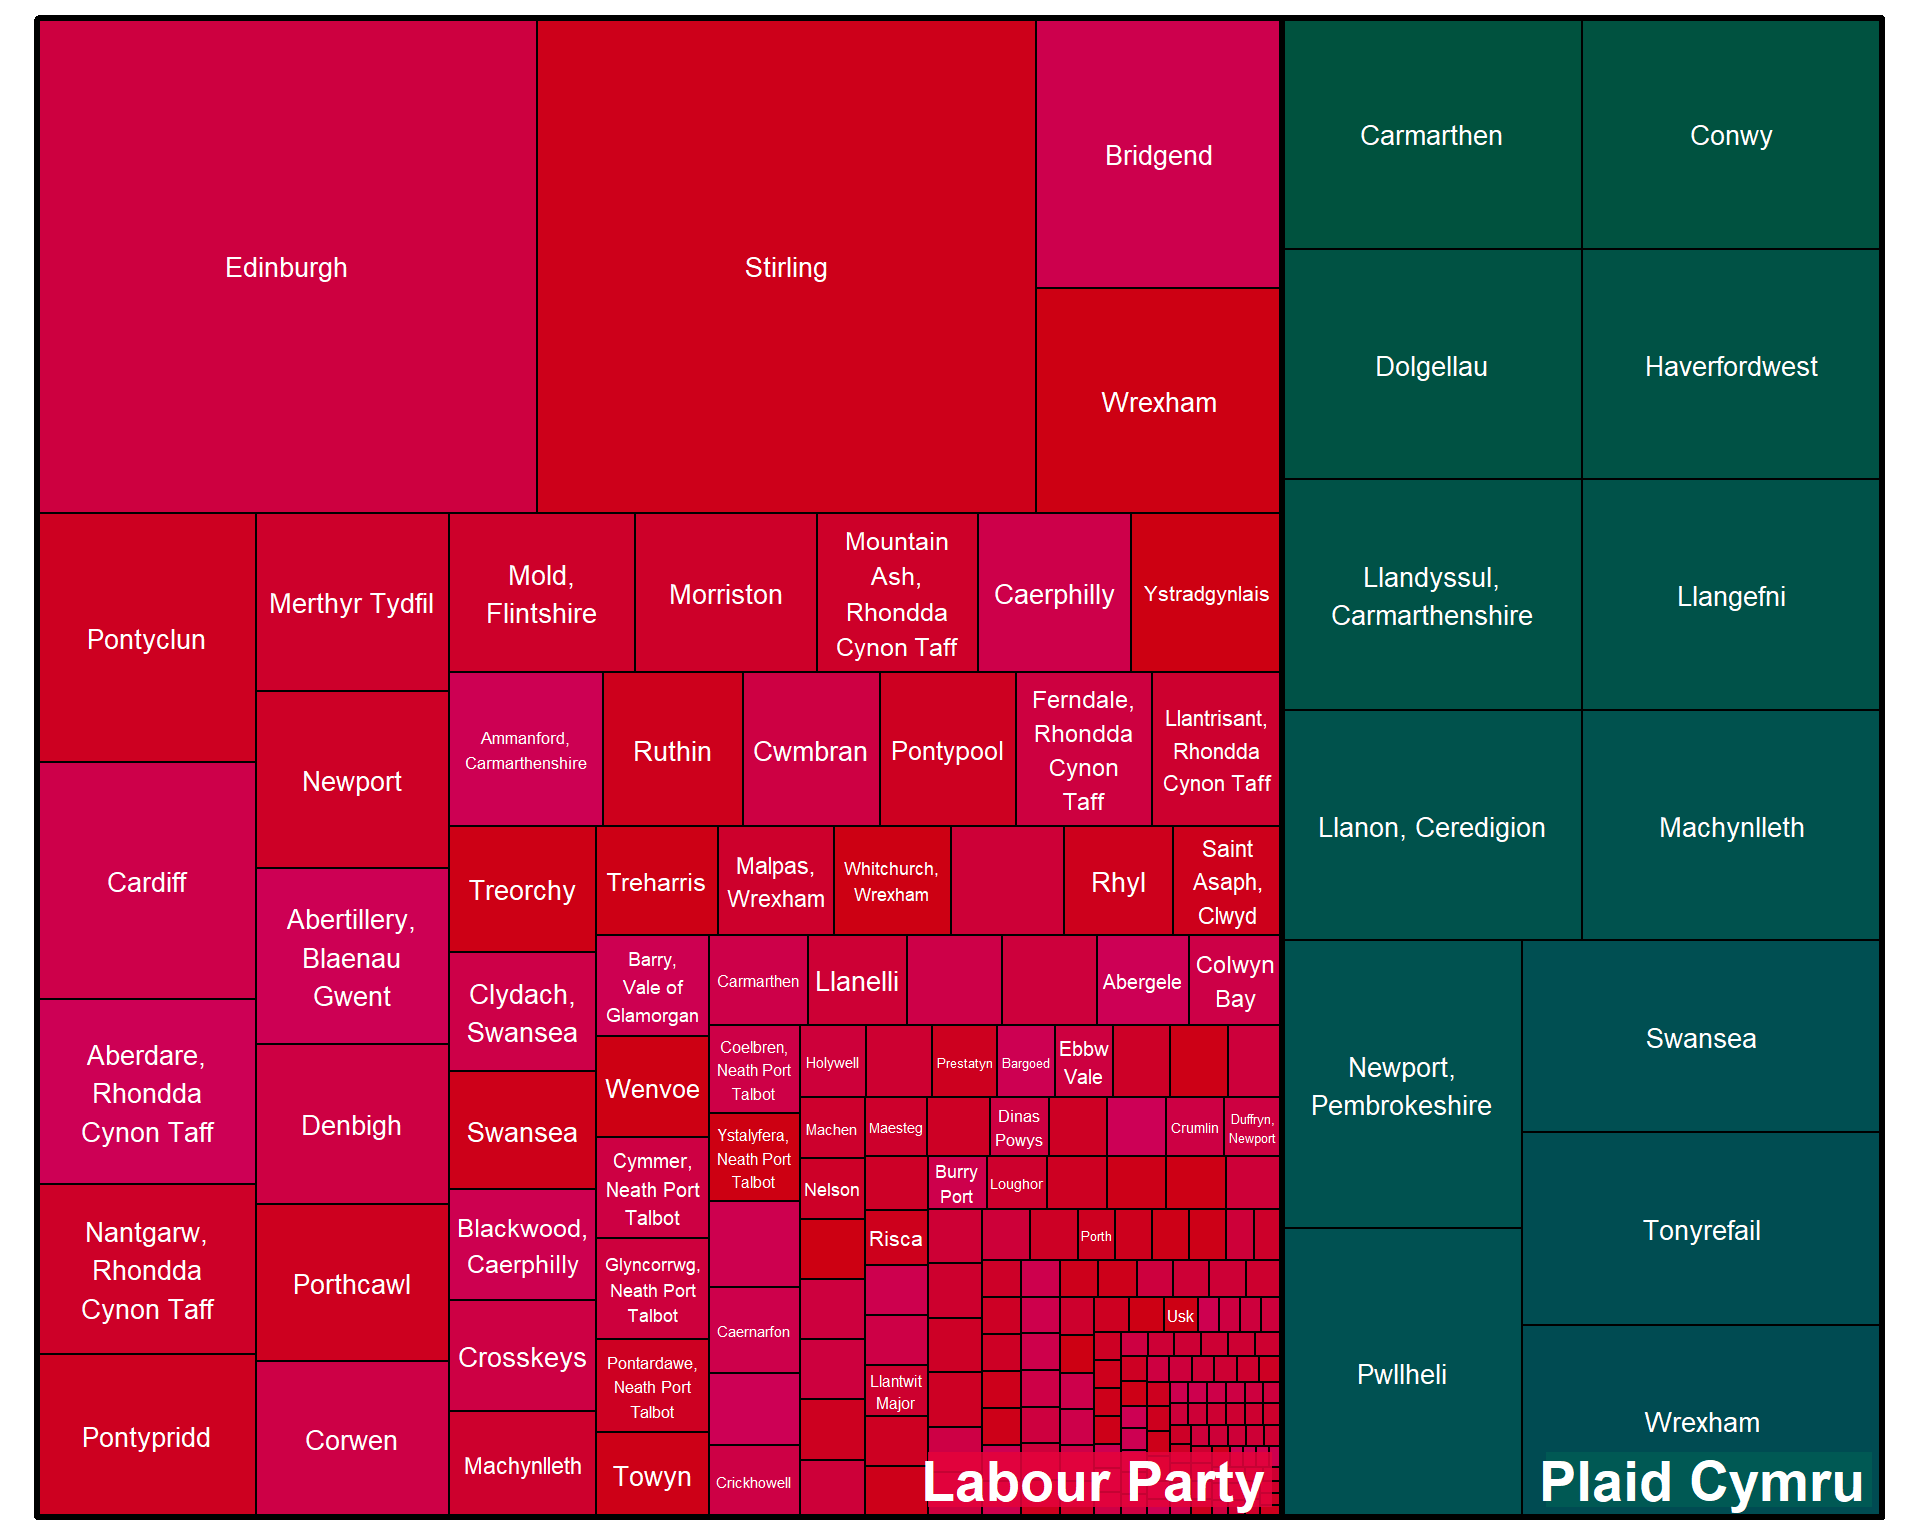 Edinburgh
Stirling
Bridgend
Wrexham
Pontyclun
Merthyr Tydfil
Mold,
Flintshire
Morriston
Mountain
Ash,
Rhondda
Cynon Taff
Caerphilly
Ystradgynlais
Newport
Ammanford,
Carmarthenshire
Ruthin
Cwmbran
Pontypool
Ferndale,
Rhondda
Cynon
Taff
Llantrisant,
Rhondda
Cynon Taff
Cardiff
Abertillery,
Blaenau
Gwent
Treorchy
Treharris
Malpas,
Wrexham
Whitchurch,
Wrexham
Rhyl
Saint
Asaph,
Clwyd
Clydach,
Swansea
Barry,
Vale of
Glamorgan
Carmarthen
Llanelli
Abergele
Colwyn
Bay
Aberdare,
Rhondda
Cynon Taff
Denbigh
Swansea
Wenvoe
Coelbren,
Neath Port
Talbot
Holywell
Prestatyn
Bargoed
Ebbw
Vale
Ystalyfera,
Neath Port
Talbot
Machen
Maesteg
Dinas
Powys
Crumlin
Duffryn,
Newport
Nantgarw,
Rhondda
Cynon Taff
Porthcawl
Blackwood,
Caerphilly
Cymmer,
Neath Port
Talbot
Nelson
Burry
Port
Loughor
Glyncorrwg,
Neath Port
Talbot
Risca
Porth
Usk
Pontypridd
Corwen
Crosskeys
Machynlleth
Pontardawe,
Neath Port
Talbot
Towyn
Caernarfon
Crickhowell
Llantwit
Major
Labour Party
Carmarthen
Conwy
Dolgellau
Haverfordwest
Llandyssul,
Carmarthenshire
Llangefni
Llanon, Ceredigion
Machynlleth
Newport,
Pembrokeshire
Swansea
Tonyrefail
Pwllheli
Wrexham
Plaid Cymru